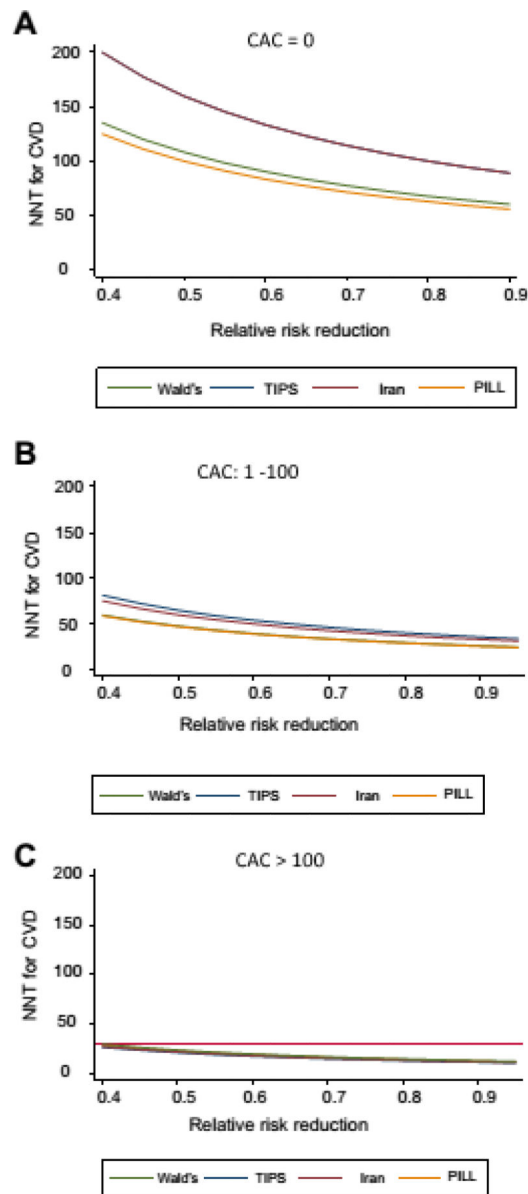 A
CAC = 0
NNT for CVD
200
150
100
50
0
0.4 0.5 0.6 0.7 0.8 0.9
Relative risk reduction
Wald's TIPS Iran PILL
B
CAC: 1 -100
NNT for CVD
200
150
100
50
0
0.4 0.5 0.6 0.7 0.8 0.9
Relative risk reduction
Wald's TIPS Iran PILL
C
CAC > 100
NNT for CVD
200
150
100
50
0
0.4 0.5 0.6 0.7 0.8 0.9
Relative risk reduction
Wald's TIPS Iran PILL